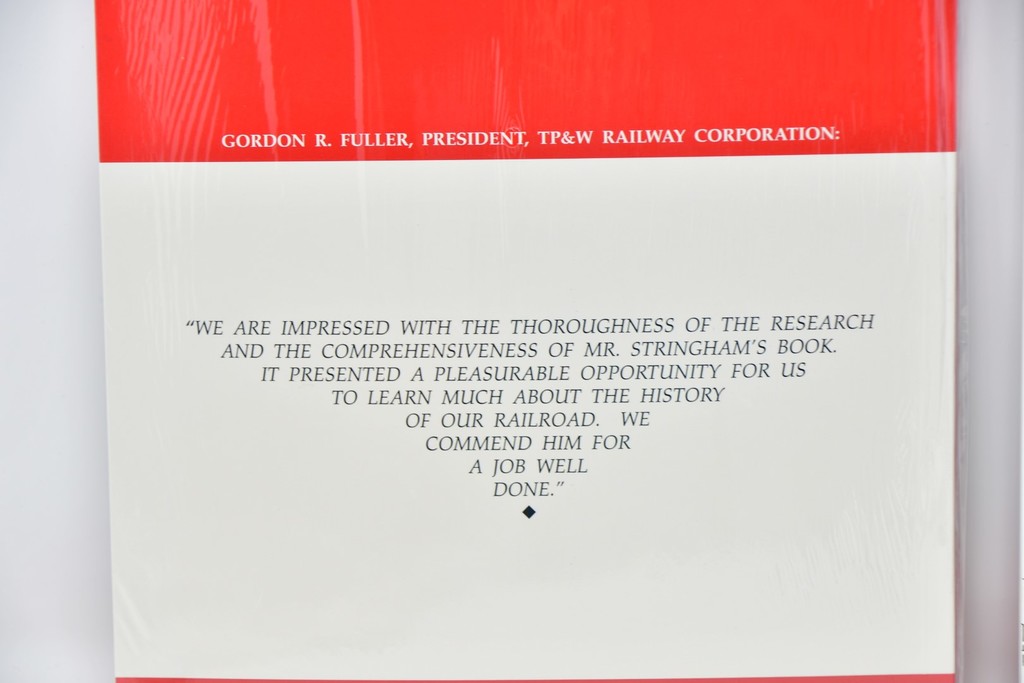 GORDON R. FULLER, PRESIDENT, TP&W RAILWAY CORPORATION:
“WE ARE IMPRESSED WITH THE THOROUGHNESS OF THE RESEARCH
AND THE COMPREHENSIVENESS OF MR. STRINGHAM’S BOOK.
IT PRESENTED A PLEASURABLE OPPORTUNITY FOR US
TO LEARN MUCH ABOUT THE HISTORY
OF OUR RAILROAD. WE
COMMEND HIM FOR
A JOB WELL
DONE.”